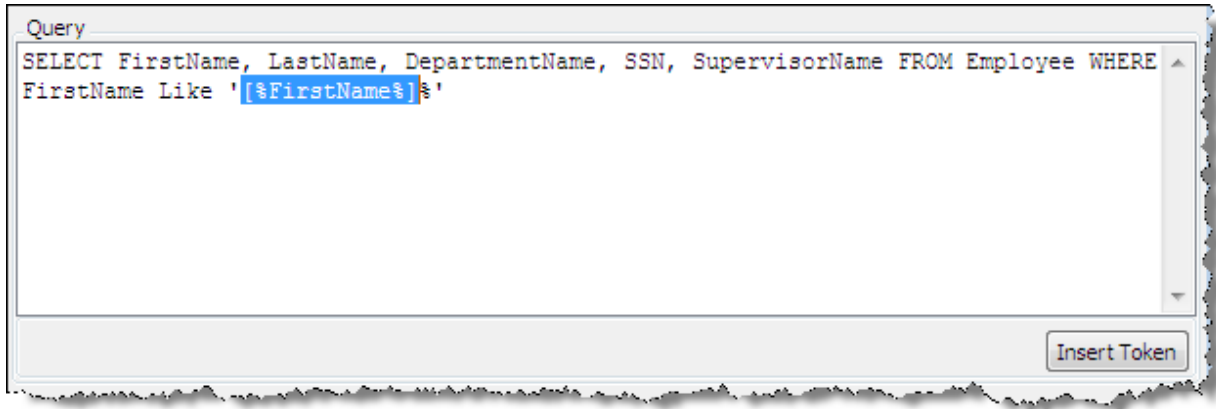 Query
SELECT FirstName, LastName, DepartmentName, SSN, SupervisorName FROM Employee WHERE
FirstName Like '[%FirstName%]%'
Insert Token